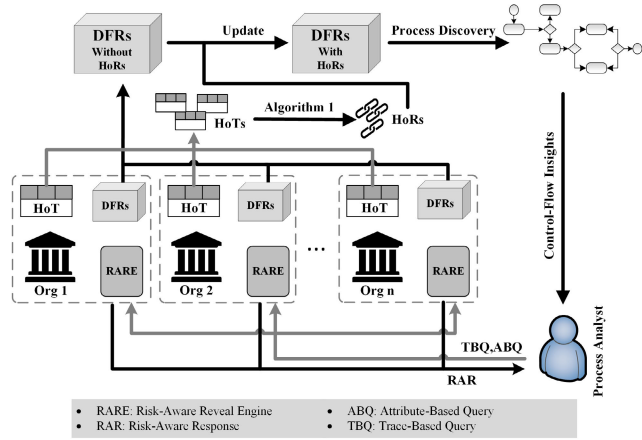 DFRs
Without
HoRs
Update
DFRs
With
HoRs
Process Discovery
HoTs
Algorithm 1
HoRs
HoT
DFRs
HoT
DFRs
HoT
DFRs
Org 1
RARE
Org 2
RARE
...
Org n
RARE
Control-Flow Insights
TBQ,ABQ
RAR
Process Analyst
• RARE: Risk-Aware Reveal Engine
• RAR: Risk-Aware Response
• ABQ: Attribute-Based Query
• TBQ: Trace-Based Query